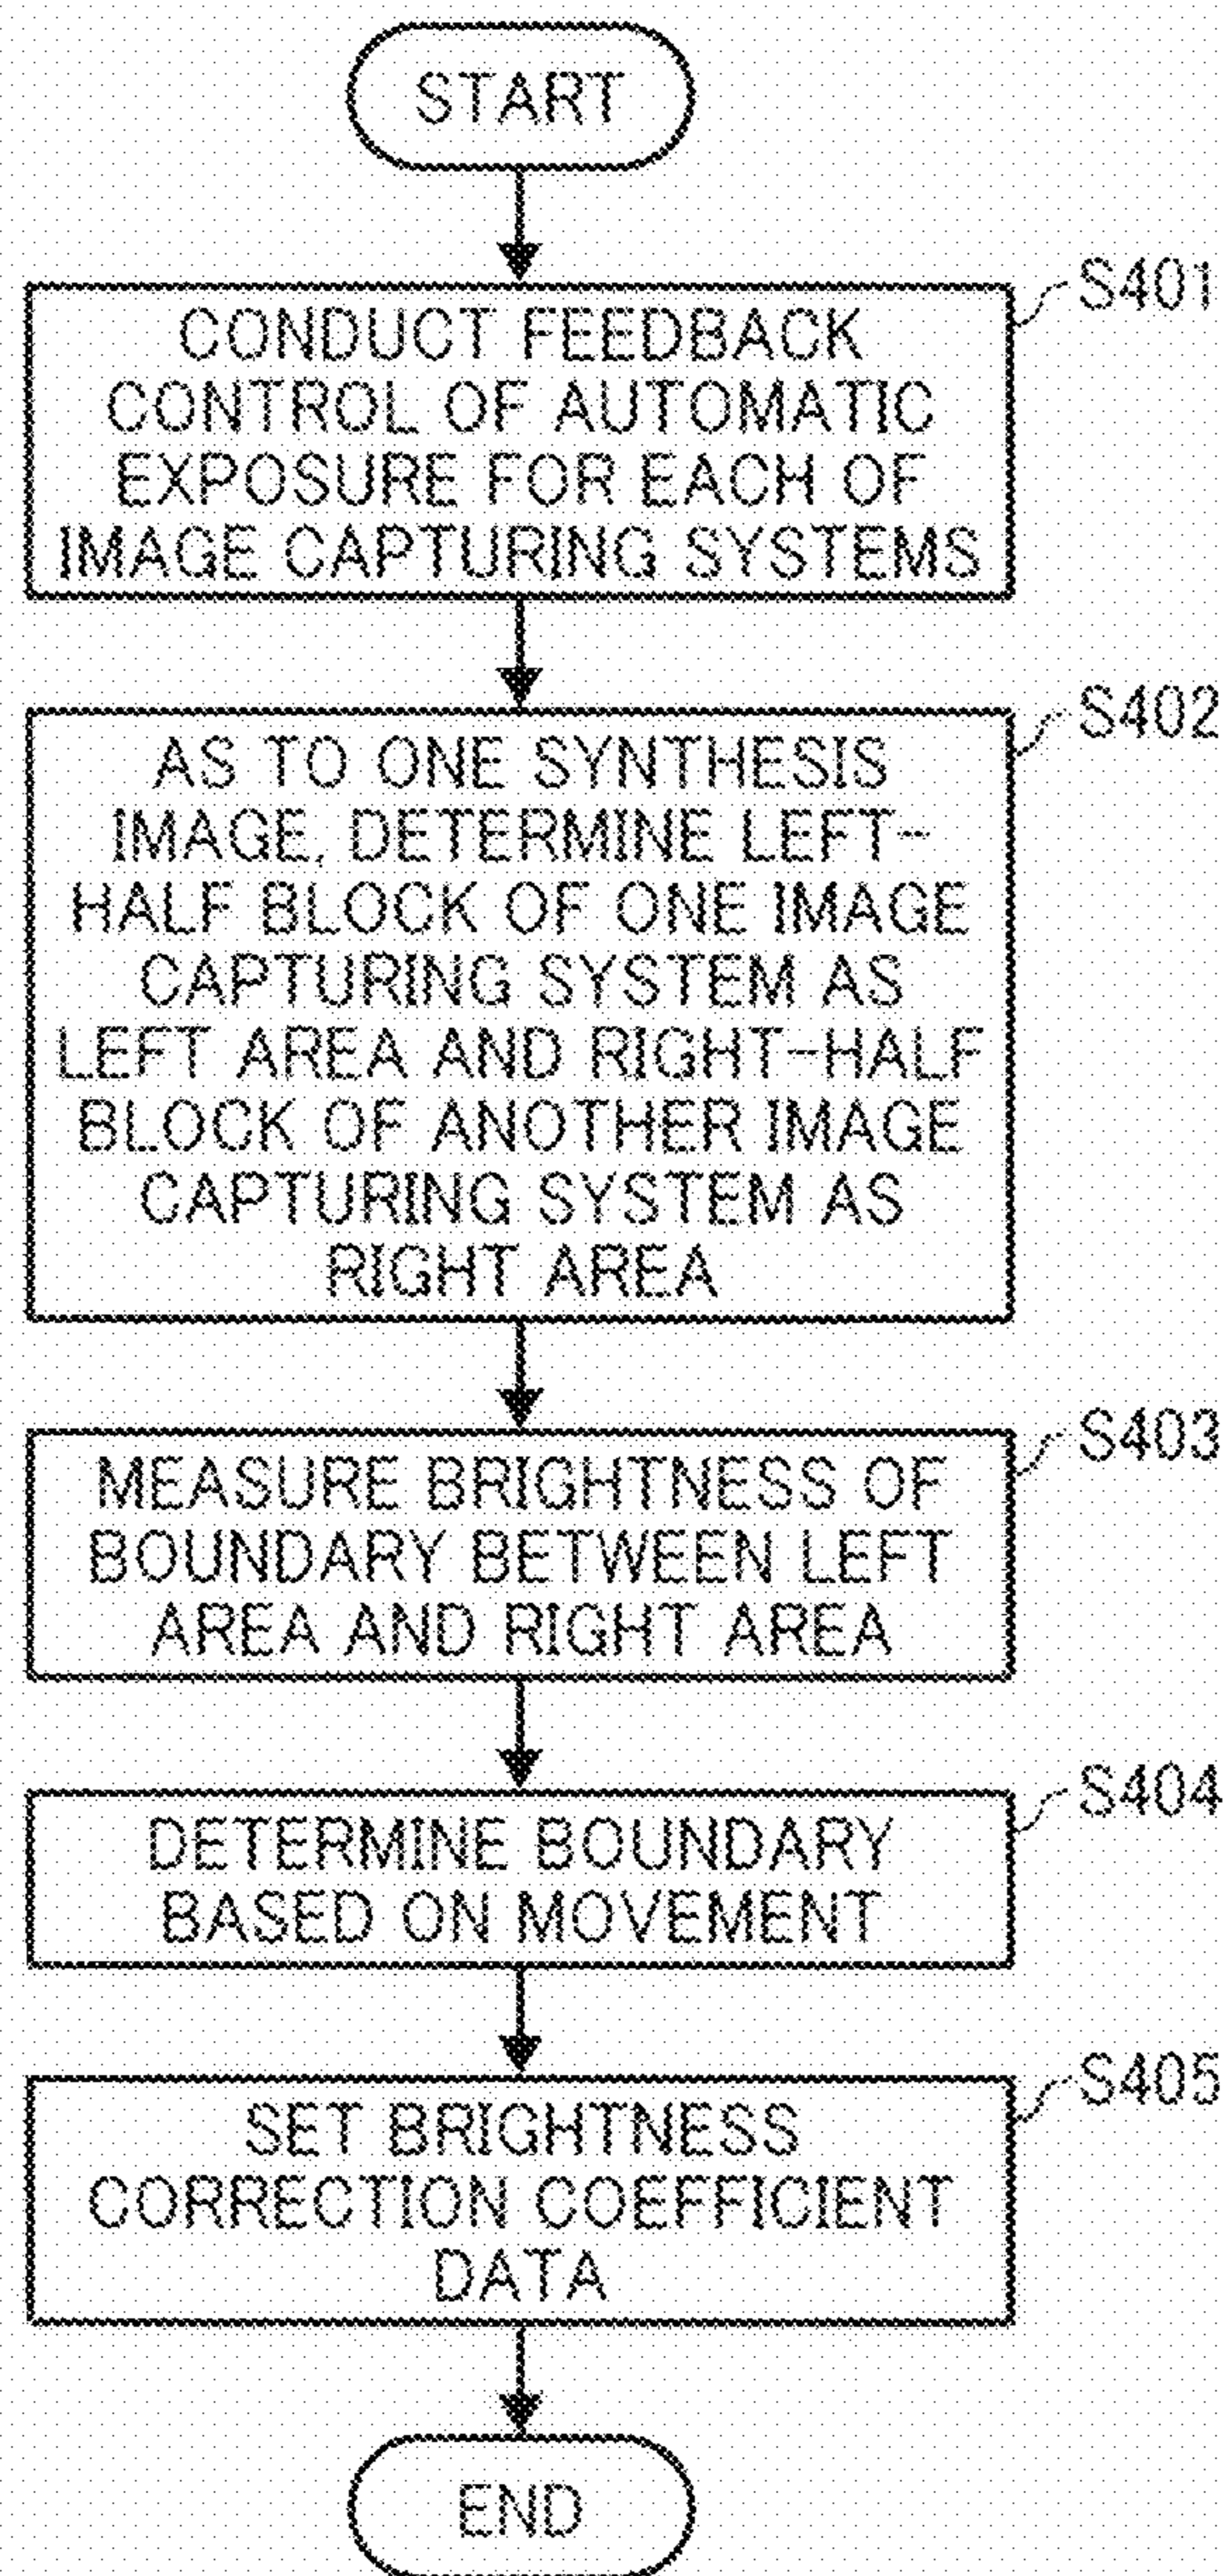 START
S401
CONDUCT FEEDBACK
CONTROL OF AUTOMATIC
EXPOSURE FOR EACH OF
IMAGE CAPTURING SYSTEMS
S402
AS TO ONE SYNTHESIS
IMAGE, DETERMINE LEFT-
HALF BLOCK OF ONE IMAGE
CAPTURING SYSTEM AS
LEFT AREA AND RIGHT-HALF
BLOCK OF ANOTHER IMAGE
CAPTURING SYSTEM AS
RIGHT AREA
S403
MEASURE BRIGHTNESS OF
BOUNDARY BETWEEN LEFT
AREA AND RIGHT AREA
S404
DETERMINE BOUNDARY
BASED ON MOVEMENT
S405
SET BRIGHTNESS
CORRECTION COEFFICIENT
DATA
END